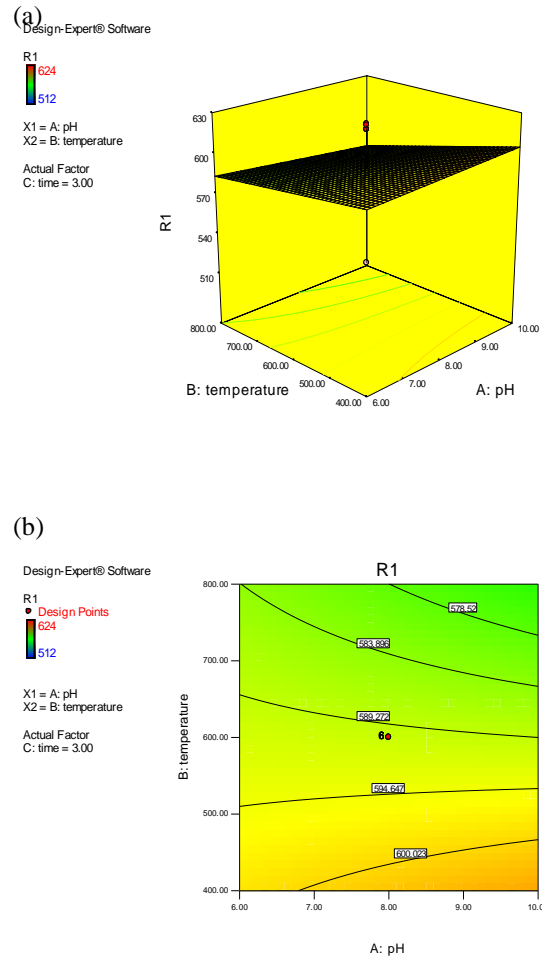 (a)
Design-Expert® Software
R1
624
512
X1 = A: pH
X2 = B: temperature
Actual Factor
C: time = 3.00
630
600
570
540
510
R1
800.00
700.00
600.00
500.00
400.00
6.00
7.00
8.00
9.00
10.00
B: temperature
A: pH
(b)
Design-Expert® Software
R1
Design Points
624
512
X1 = A: pH
X2 = B: temperature
Actual Factor
C: time = 3.00
R1
800.00
700.00
600.00
500.00
400.00
B: temperature
578.52
583.896
589.272
6
594.647
600.023
6.00
7.00
8.00
9.00
10.0
A: pH